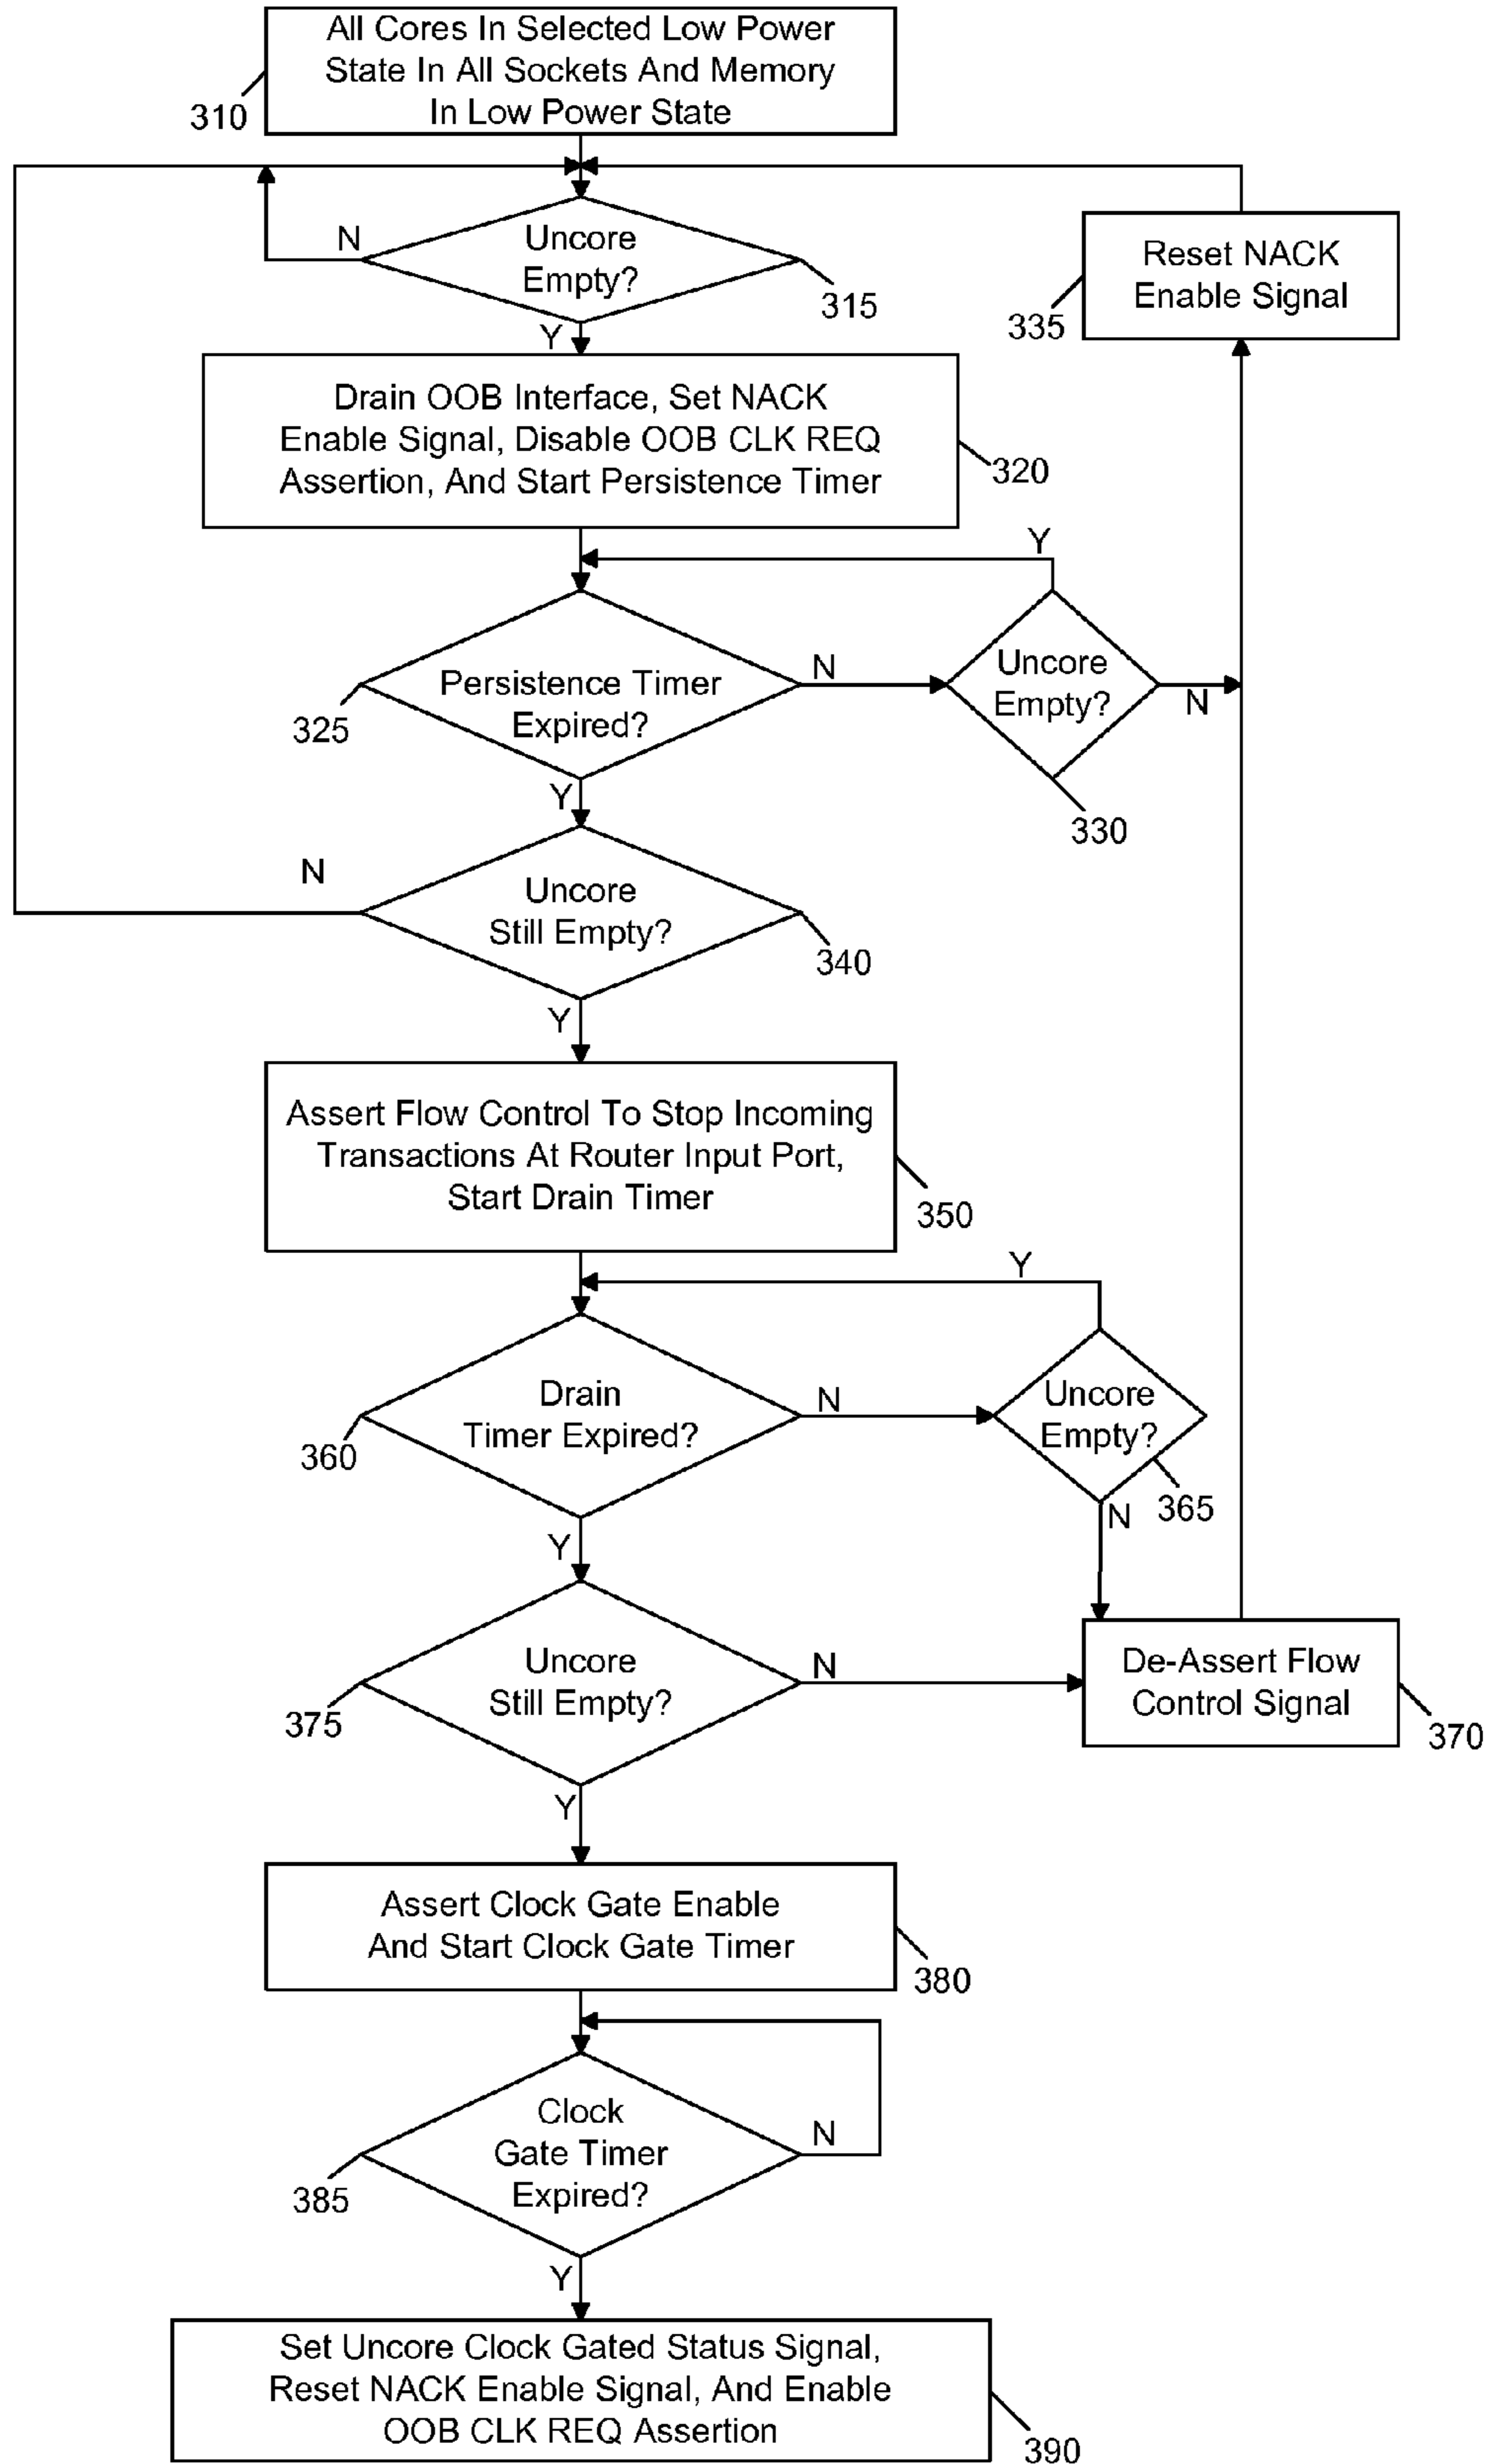 All Cores In Selected Low Power
State In All Sockets And Memory
In Low Power State
310
N
Uncore
Empty?
315
Reset NACK
Enable Signal
335
Y
Drain OOB Interface, Set NACK
Enable Signal, Disable OOB CLK REQ
Assertion, And Start Persistence Timer
320
Y
Persistence Timer
Expired?
325
N
Uncore
Empty?
N
330
Y
N
Uncore
Still Empty?
340
Y
Assert Flow Control To Stop Incoming
Transactions At Router Input Port,
Start Drain Timer
350
Y
Drain
Timer Expired?
360
N
Uncore
Empty?
365
N
Y
Uncore
Still Empty?
375
N
De-Assert Flow
Control Signal
370
Y
Assert Clock Gate Enable
And Start Clock Gate Timer
380
Clock
Gate Timer
Expired?
N
385
Y
Set Uncore Clock Gated Status Signal,
Reset NACK Enable Signal, And Enable
OOB CLK REQ Assertion
390